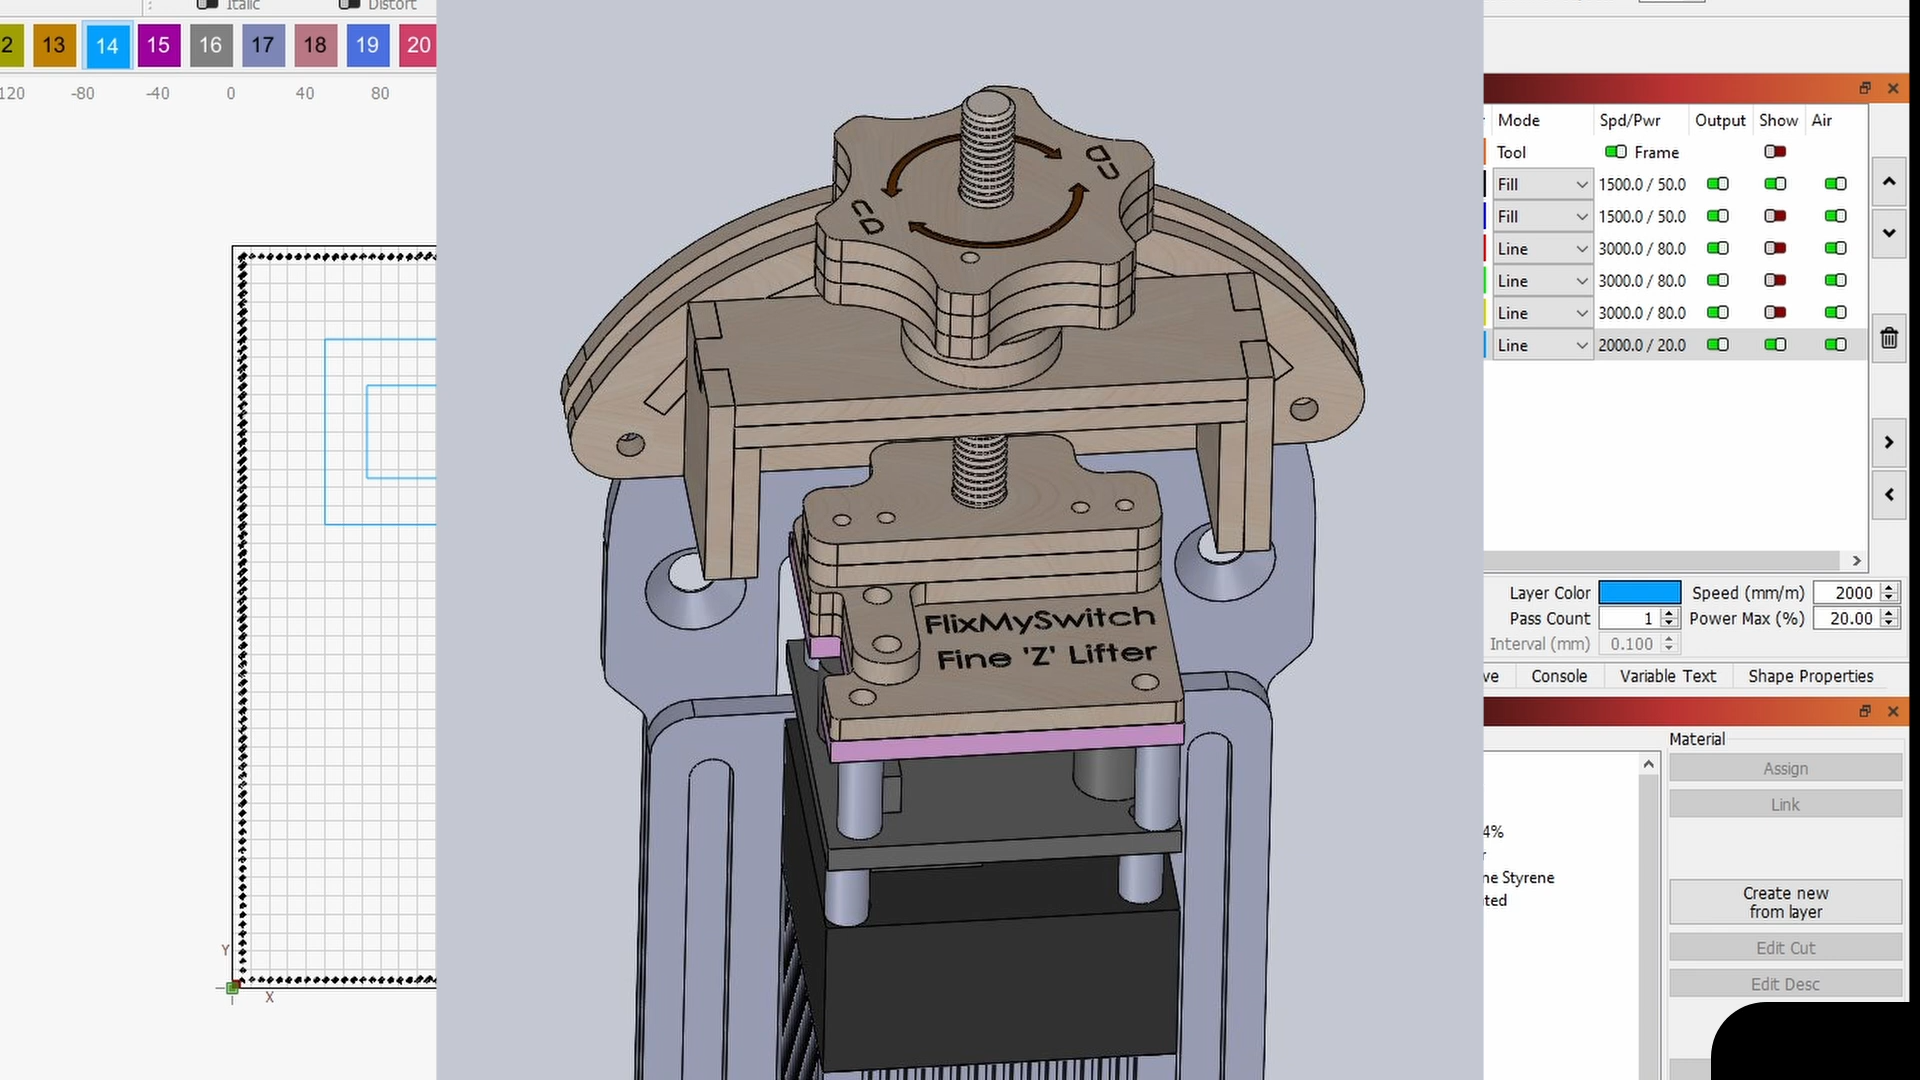 Italic
Distort
2 13 14 15 16 17 18 19 20
120 -80 -40 0 40 80
Y
X
FlixMySwitch
Fine 'Z' Lifter
Mode Spd/Pwr Output Show Air
Tool Frame
Fill 1500.0 / 50.0
Fill 1500.0 / 50.0
Line 3000.0 / 80.0
Line 3000.0 / 80.0
Line 3000.0 / 80.0
Line 2000.0 / 20.0
Layer Color Speed (mm/m) 2000
Pass Count 1 Power Max (%) 20.00
Interval (mm) 0.100
ve Console Variable Text Shape Properties
Material
Assign
Link
4%
ne Styrene
ted
Create new
from layer
Edit Cut
Edit Desc